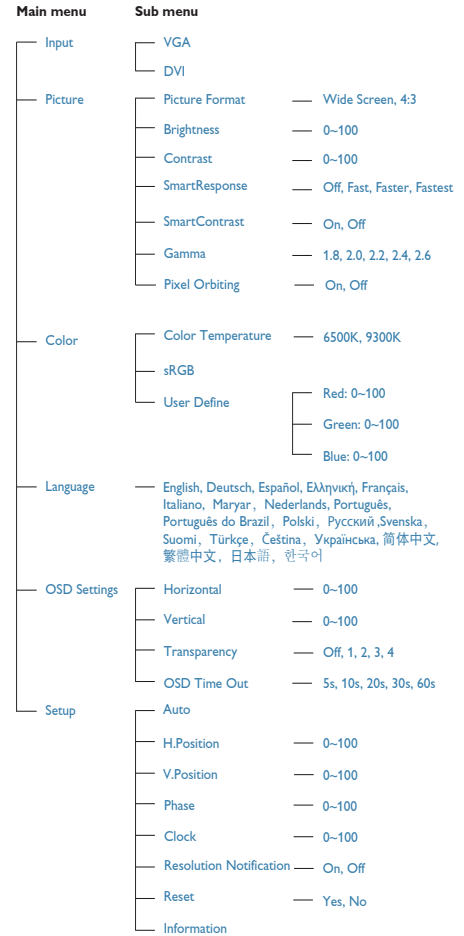 Main menu Sub menu
Input VGA
DVI
Picture Picture Format Wide Screen, 4:3
Brightness 0~100
Contrast 0~100
SmartResponse Off, Fast, Faster, Fastest
SmartContrast On, Off
Gamma 1.8, 2.0, 2.2, 2.4, 2.6
Pixel Orbiting On, Off
Color Color Temperature 6500K, 9300K
sRGB
User Define Red: 0~100
Green: 0~100
Blue: 0~100
Language English, Deutsch, Español, Ελληνική, Français,
Italiano, Maryar, Nederlands, Português,
Português do Brazil, Polski, Русский ,Svenska,
Suomi, Türkçe, Čeština, Українська, 简体中文,
繁體中文, 日本語, 한국어
OSD Settings Horizontal 0~100
Vertical 0~100
Transparency Off, 1, 2, 3, 4
OSD Time Out 5s, 10s, 20s, 30s, 60s
Setup Auto
H.Position 0~100
V.Position 0~100
Phase 0~100
Clock 0~100
Resolution Notification On, Off
Reset Yes, No
Information